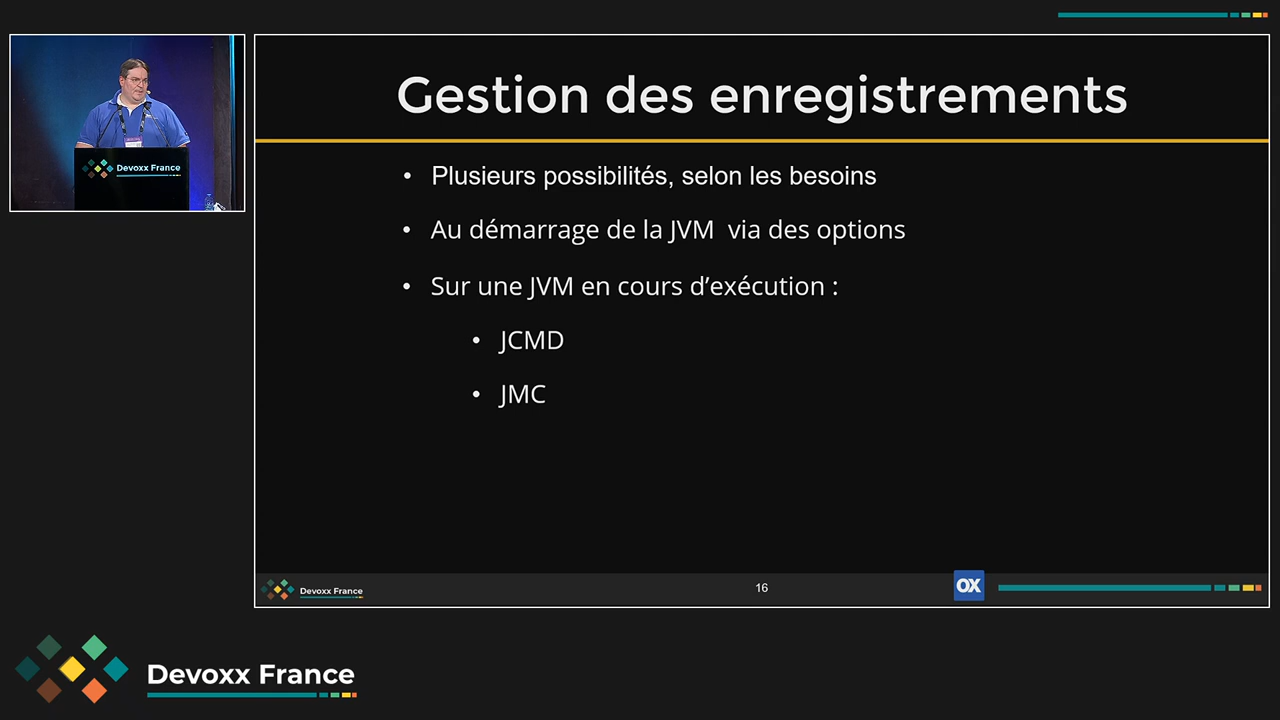 Devoxx France
Gestion des enregistrements
• Plusieurs possibilités, selon les besoins
• Au démarrage de la JVM  via des options
• Sur une JVM en cours d’exécution :
• JCMD
• JMC
Devoxx France
16
OX
Devoxx France